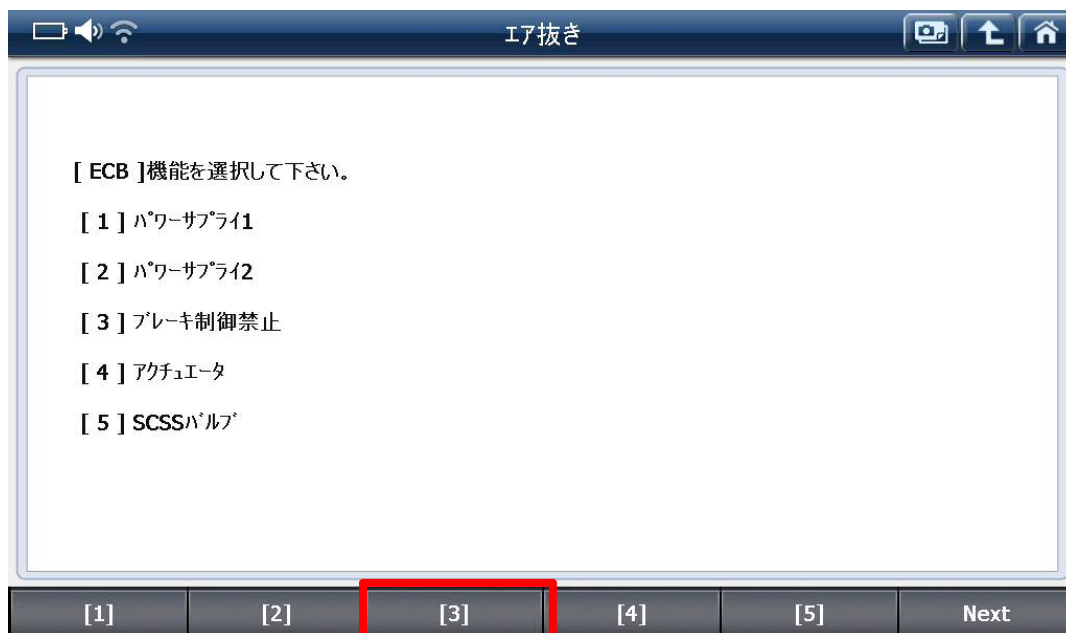 エア抜き
[ ECB ]機能を選択して下さい。
[ 1 ] ﾊﾟﾜｰｻﾌﾟﾗｲ1
[ 2 ] ﾊﾟﾜｰｻﾌﾟﾗｲ2
[ 3 ] ﾌﾞﾚｰｷ制御禁止
[ 4 ] ｱｸﾁｭｴｰﾀ
[ 5 ] SCSSﾊﾞﾙﾌﾞ
[1] [2] [3] [4] [5] Next